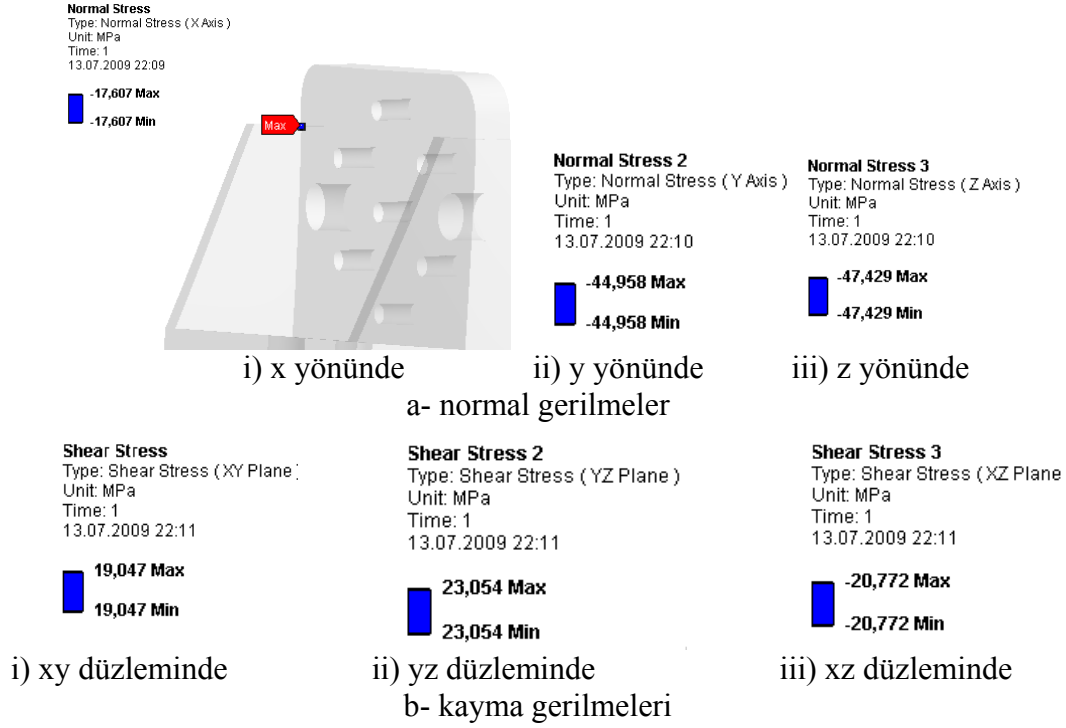 Normal Stress
Type: Normal Stress ( X Axis )
Unit: MPa
Time: 1
13.07.2009 22:09
-17,607 Max
-17,607 Min
Max
Normal Stress 2
Type: Normal Stress ( Y Axis )
Unit: MPa
Time: 1
13.07.2009 22:10
-44,958 Max
-44,958 Min
Normal Stress 3
Type: Normal Stress ( Z Axis )
Unit: MPa
Time: 1
13.07.2009 22:10
-47,429 Max
-47,429 Min
i) x yönünde
ii) y yönünde
iii) z yönünde
a- normal gerilmeler
Shear Stress
Type: Shear Stress ( XY Plane )
Unit: MPa
Time: 1
13.07.2009 22:11
19,047 Max
19,047 Min
Shear Stress 2
Type: Shear Stress ( YZ Plane )
Unit: MPa
Time: 1
13.07.2009 22:11
23,054 Max
23,054 Min
Shear Stress 3
Type: Shear Stress ( XZ Plane
Unit: MPa
Time: 1
13.07.2009 22:11
-20,772 Max
-20,772 Min
i) xy düzleminde
ii) yz düzleminde
iii) xz düzleminde
b- kayma gerilmeleri